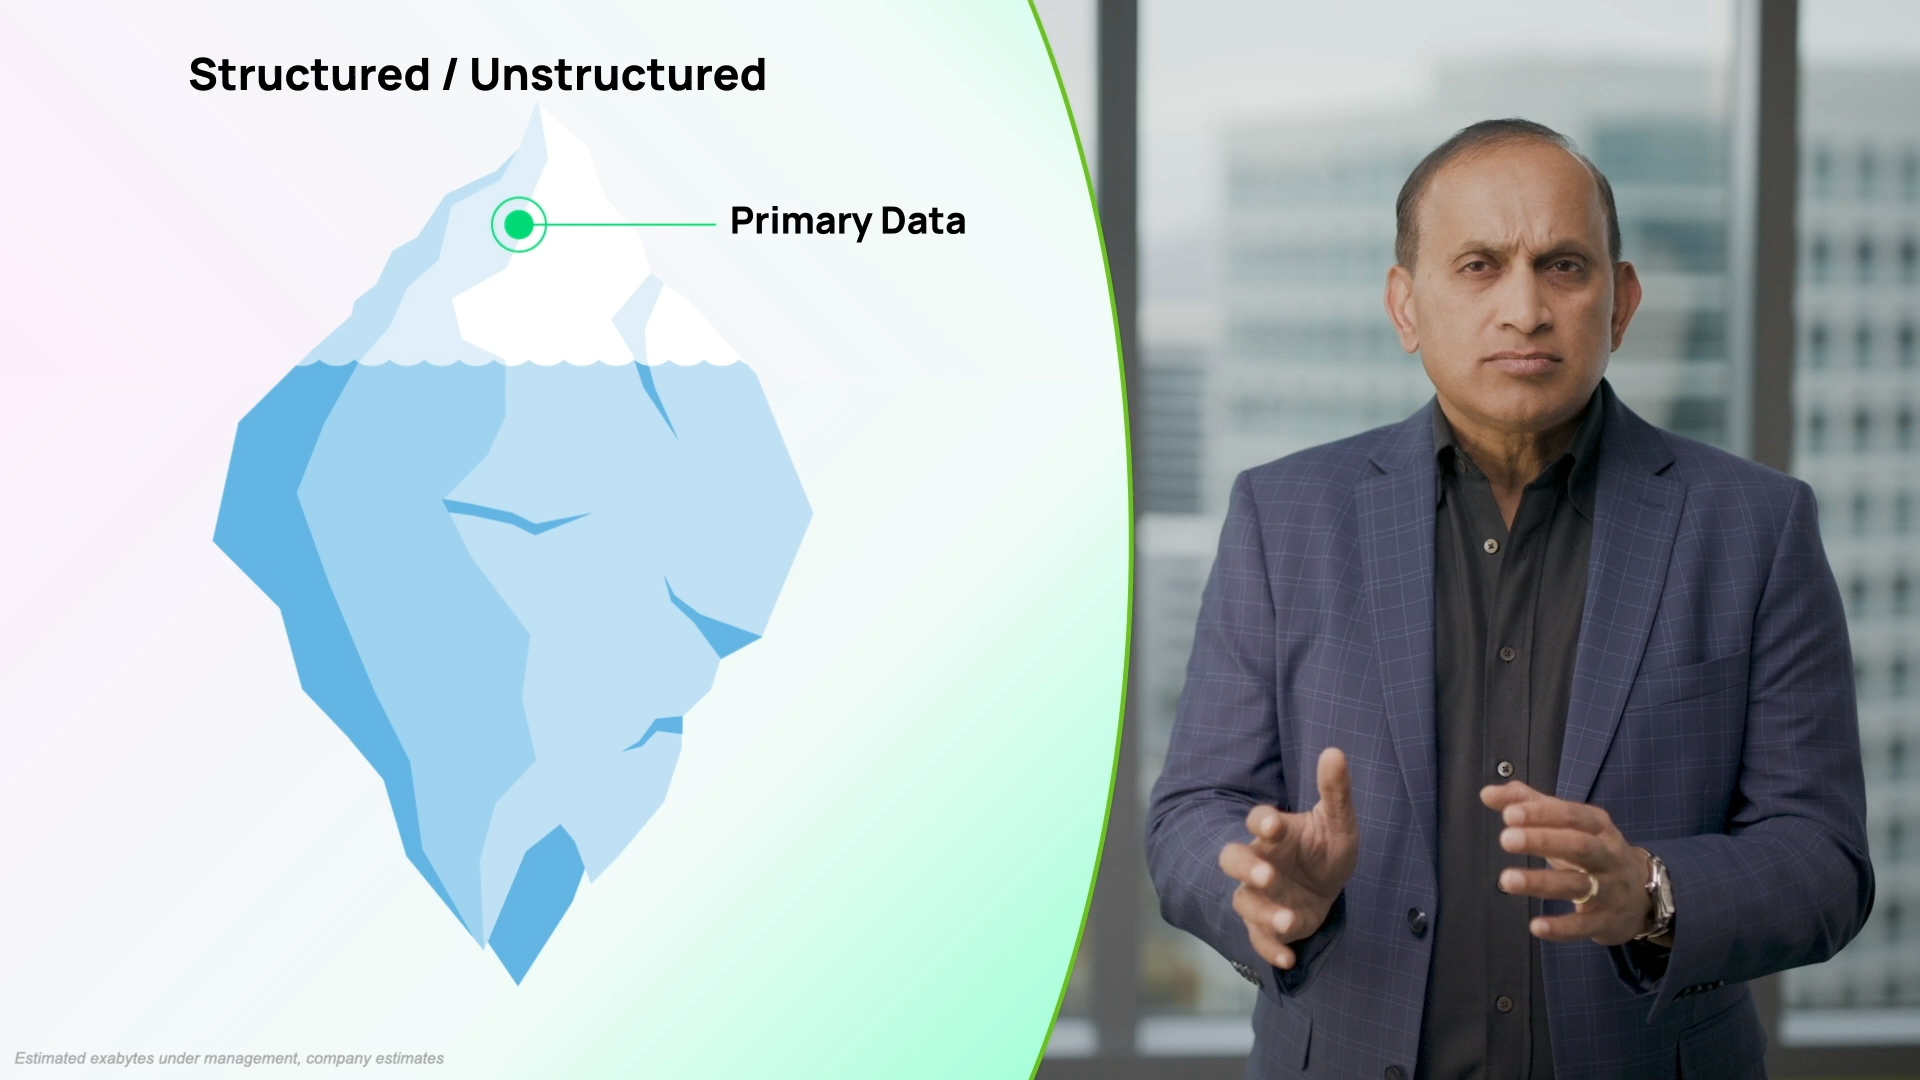 Structured / Unstructured
Primary Data
Estimated exabytes under management, company estimates